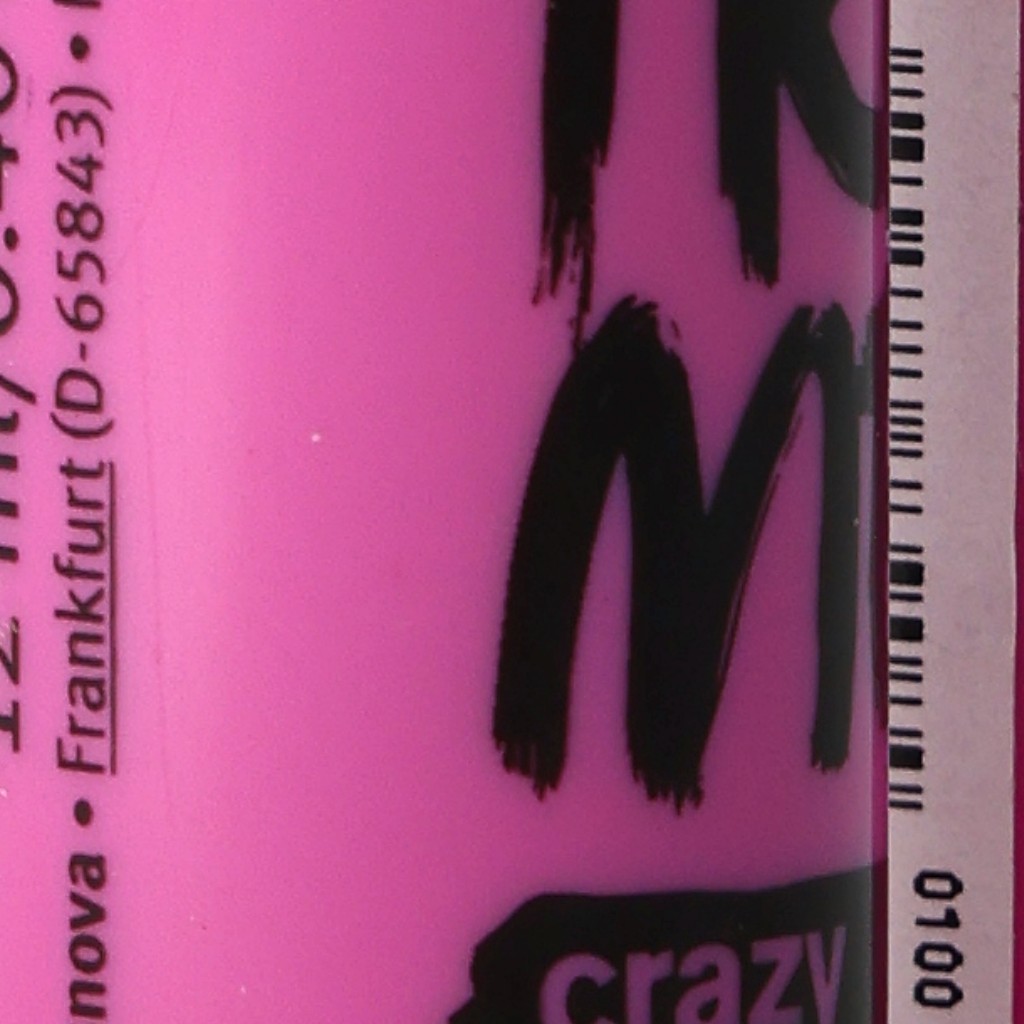 12 ml/0.40
nova • Frankfurt (D-65843) •
M
crazy
0100